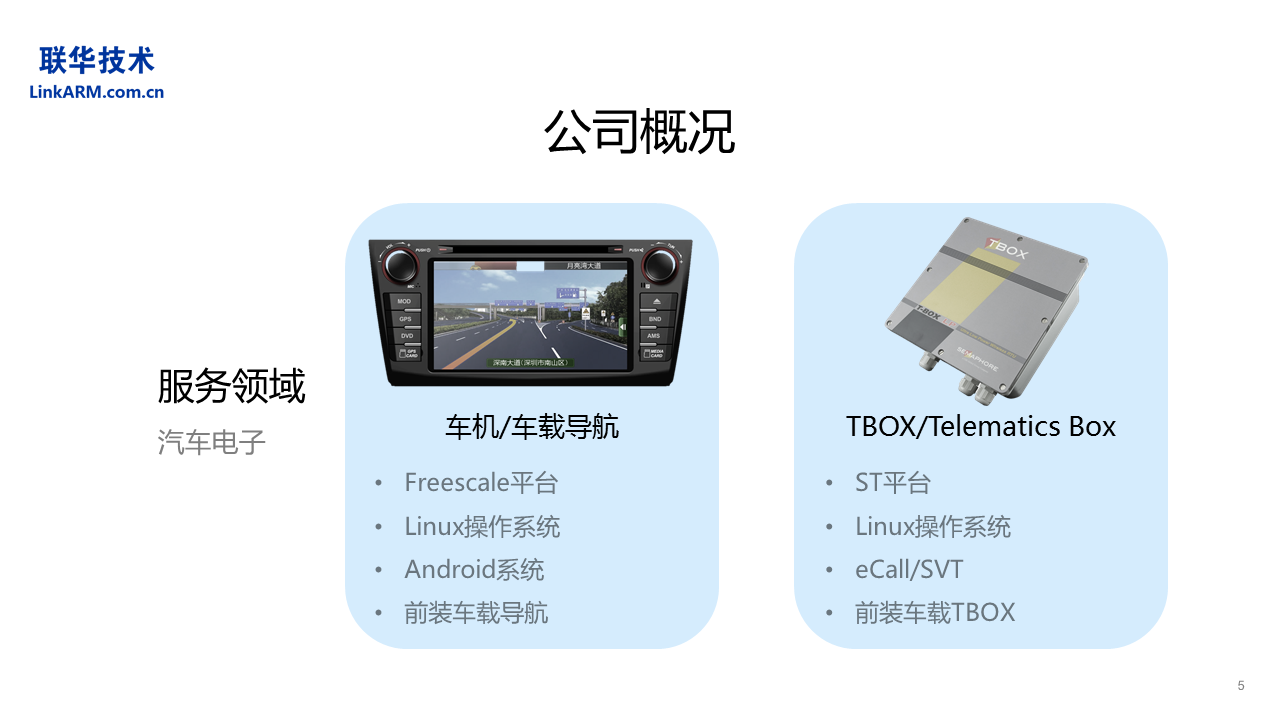 联华技术
LinkARM.com.cn
公司概况
服务领域
汽车电子
PUSH
PUSH
月亮湾大道
MOD
GPS
DVD
GPS CARD
BND
AMS
MEDIA CARD
深南大道(深圳市南山区)
车机/车载导航
• Freescale平台
• Linux操作系统
• Android系统
• 前装车载导航
TBOX
T-BOX
SEMAPHORE
TBOX/Telematics Box
• ST平台
• Linux操作系统
• eCall/SVT
• 前装车载TBOX
5